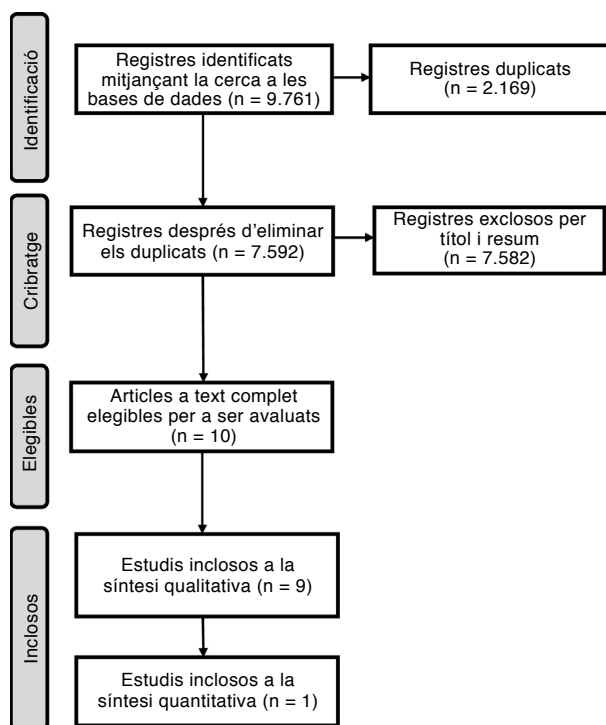 Identificació
Registres identificats
mitjançant la cerca a les
bases de dades (n = 9.761)
Registres duplicats
(n = 2.169)
Cribratge
Registres després d’eliminar
els duplicats (n = 7.592)
Registres exclosos per
títol i resum
(n = 7.582)
Elegibles
Articles a text complet
elegibles per a ser avaluats
(n = 10)
Inclosos
Estudis inclosos a la
síntesi qualitativa (n = 9)
Estudis inclosos a la
síntesi quantitativa (n = 1)